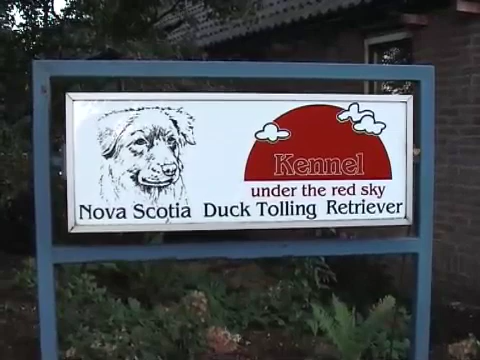 Kennel
under the red sky
Nova Scotia Duck Tolling Retriever